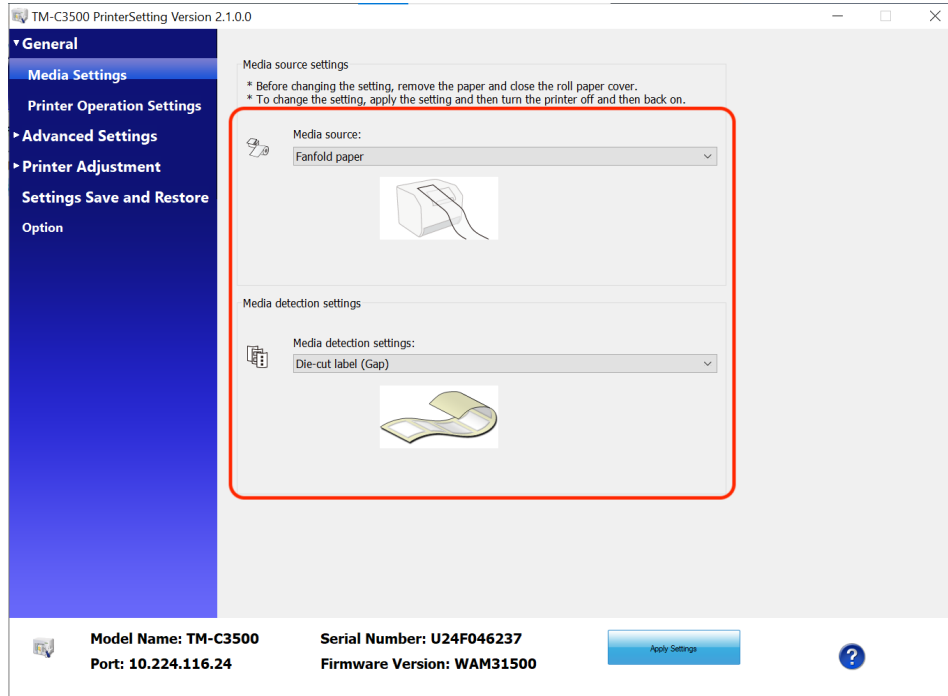 TM-C3500 PrinterSetting Version 2.1.0.0
General
Media Settings
Printer Operation Settings
Advanced Settings
Printer Adjustment
Settings Save and Restore
Option
Media source settings
* Before changing the setting, remove the paper and close the roll paper cover.
* To change the setting, apply the setting and then turn the printer off and then back on.
Media source:
Fanfold paper
Media detection settings
Media detection settings:
Die-cut label (Gap)
Model Name: TM-C3500
Serial Number: U24F046237
Apply Settings
Port: 10.224.116.24
Firmware Version: WAM31500
?